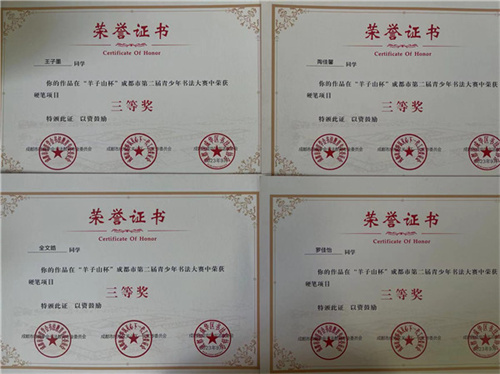 荣誉证书
Certificate Of Honor
同学
你的作品在“羊子山杯”成都市第二届青少年书法大赛中荣获
硬笔项目
三等奖
特颁此证 以资鼓励
荣誉证书
Certificate Of Honor
陶佳馨 同学
你的作品在“羊子山杯”成都市第二届青少年书法大赛中荣获
硬笔项目
三等奖
特颁此证 以资鼓励
荣誉证书
Certificate Of Honor
同学
你的作品在“羊子山杯”成都市第二届青少年书法大赛中荣获
硬笔项目
三等奖
特颁此证 以资鼓励
荣誉证书
Certificate Of Honor
罗佳怡 同学
你的作品在“羊子山杯”成都市第二届青少年书法大赛中荣获
硬笔项目
三等奖
特颁此证 以资鼓励